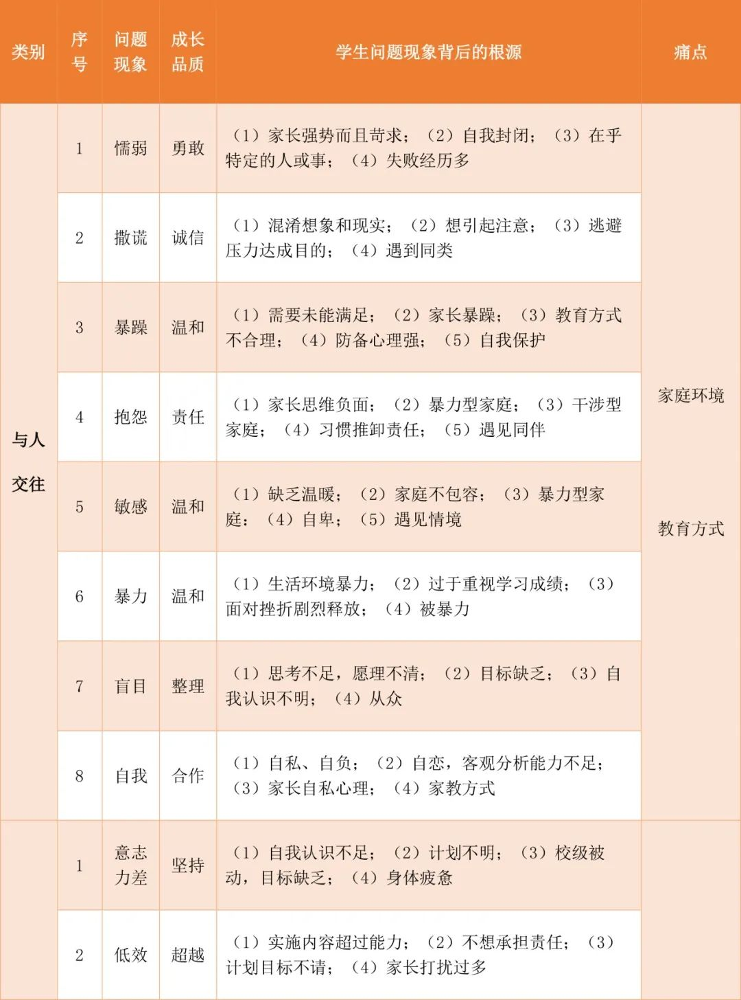 类别 序号 问题现象 成长品质 学生问题现象背后的根源 痛点
与人交往
家庭环境
教育方式
1 懦弱 勇敢 （1）家长强势而且苛求；（2）自我封闭；（3）在乎
特定的人或事；（4）失败经历多
2 撒谎 诚信 （1）混淆想象和现实；（2）想引起注意；（3）逃避
压力达成目的；（4）遇到同类
3 暴躁 温和 （1）需要未能满足；（2）家长暴躁；（3）教育方式
不合理；（4）防备心理强；（5）自我保护
4 抱怨 责任 （1）家长思维负面；（2）暴力型家庭；（3）干涉型
家庭；（4）习惯推卸责任；（5）遇见同伴
5 敏感 温和 （1）缺乏温暖；（2）家庭不包容；（3）暴力型家
庭：（4）自卑；（5）遇见情境
6 暴力 温和 （1）生活环境暴力；（2）过于重视学习成绩；（3）
面对挫折剧烈释放；（4）被暴力
7 盲目 整理 （1）思考不足，愿理不清；（2）目标缺乏；（3）自
我认识不明；（4）从众
8 自我 合作 （1）自私、自负；（2）自恋，客观分析能力不足；
（3）家长自私心理；（4）家教方式
1 意志力差 坚持 （1）自我认识不足；（2）计划不明；（3）校级被
动，目标缺乏；（4）身体疲惫
2 低效 超越 （1）实施内容超过能力；（2）不想承担责任；（3）
计划目标不请；（4）家长打扰过多